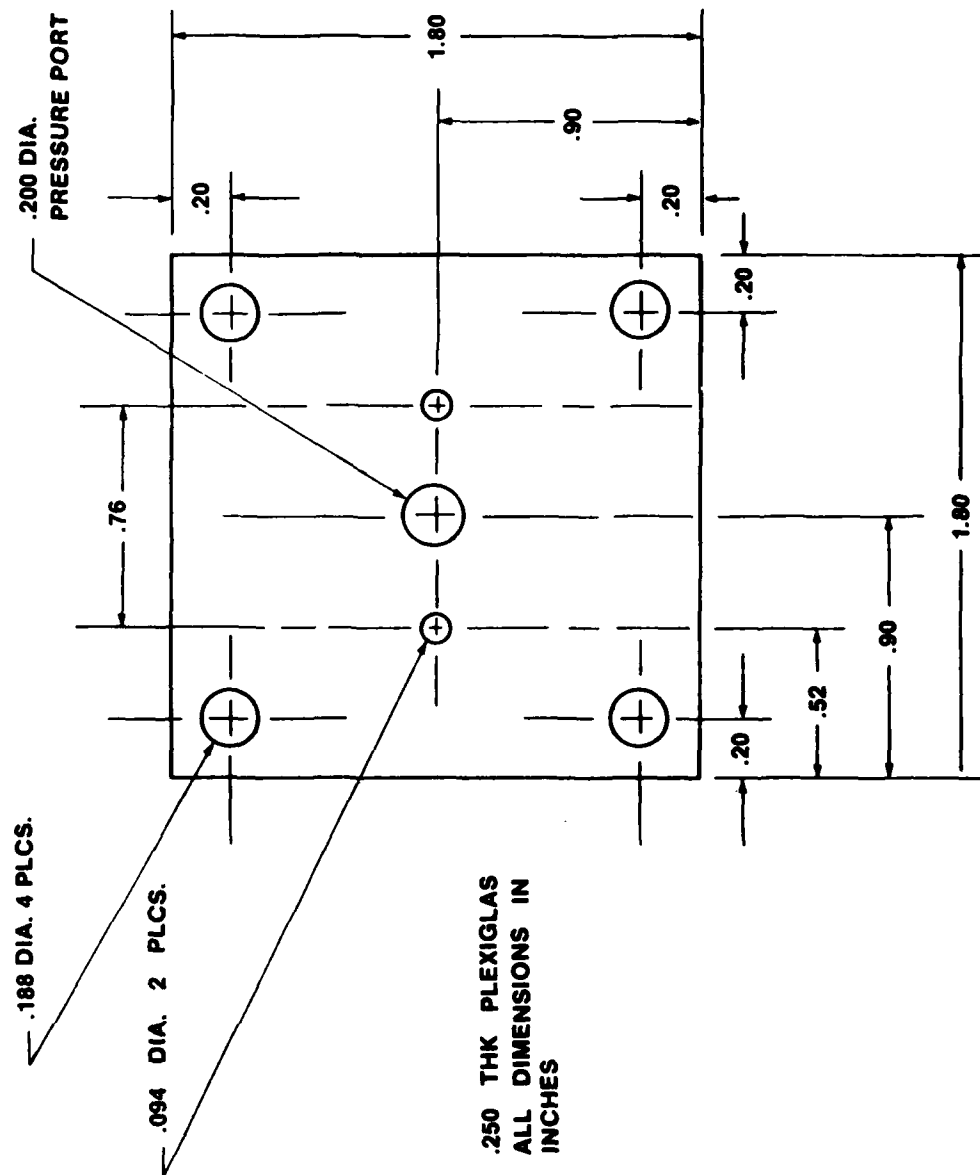 .188 DIA. 4 PLCS.
.094 DIA. 2 PLCS.
.250 THK PLEXIGLAS
ALL DIMENSIONS IN
INCHES
.200 DIA.
PRESSURE PORT
.76
.20
.90
1.80
.20
.20
.20
.52
.90
1.80